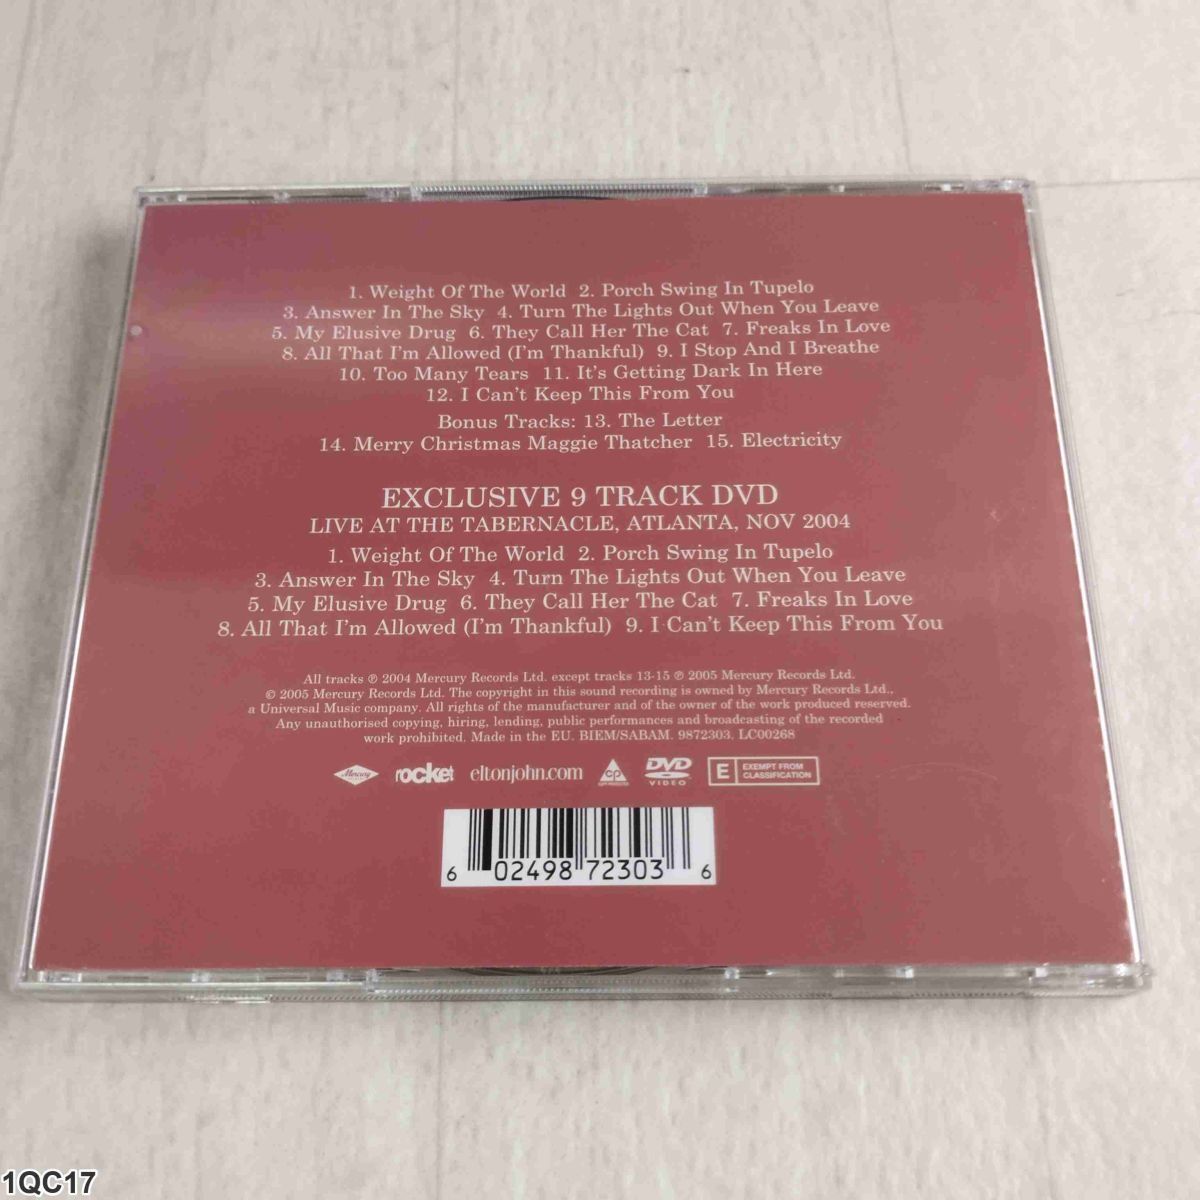 1. Weight Of The World 2. Porch Swing In Tupelo
3. Answer In The Sky 4. Turn The Lights Out When You Leave
5. My Elusive Drug 6. They Call Her The Cat 7. Freaks In Love
8. All That I'm Allowed (I'm Thankful) 9. I Stop And I Breathe
10. Too Many Tears 11. It's Getting Dark In Here
12. I Can't Keep This From You
Bonus Tracks: 13. The Letter
14. Merry Christmas Maggie Thatcher 15. Electricity
EXCLUSIVE 9 TRACK DVD
LIVE AT THE TABERNACLE, ATLANTA, NOV 2004
1. Weight Of The World 2. Porch Swing In Tupelo
3. Answer In The Sky 4. Turn The Lights Out When You Leave
5. My Elusive Drug 6. They Call Her The Cat 7. Freaks In Love
8. All That I'm Allowed (I'm Thankful) 9. I Can't Keep This From You
All tracks ℗ 2004 Mercury Records Ltd. except tracks 13-15 ℗ 2005 Mercury Records Ltd.
© 2005 Mercury Records Ltd. The copyright in this sound recording is owned by Mercury Records Ltd.,
a Universal Music company. All rights of the manufacturer and of the owner of the work produced reserved.
Any unauthorised copying, hiring, lending, public performances and broadcasting of the recorded
work prohibited. Made in the EU. BIEM/SABAM. 9872303. LC00268
Mercury rocket eltonjohn.com CP DVD VIDEO E EXEMPT FROM CLASSIFICATION
6 02498 72303 6
1QC17